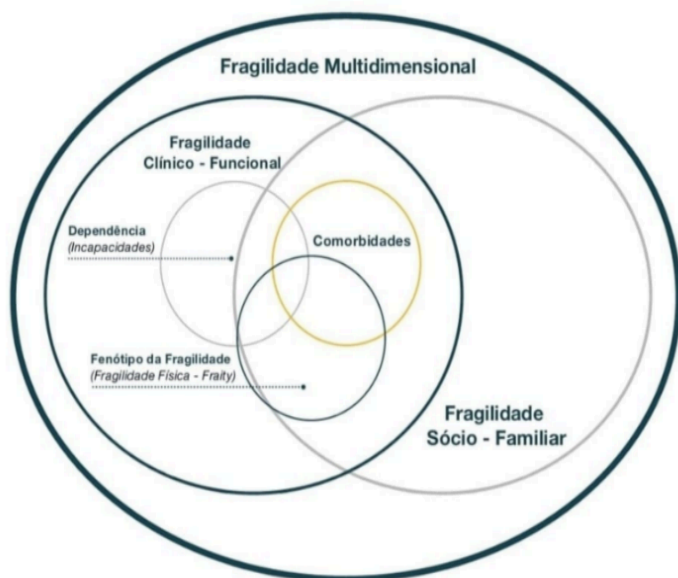 Fragilidade Multidimensional
Fragilidade
Clínico - Funcional
Dependência
(Incapacidades)
Comorbidades
Fenótipo da Fragilidade
(Fragilidade Física - Fraity)
Fragilidade
Sócio - Familiar